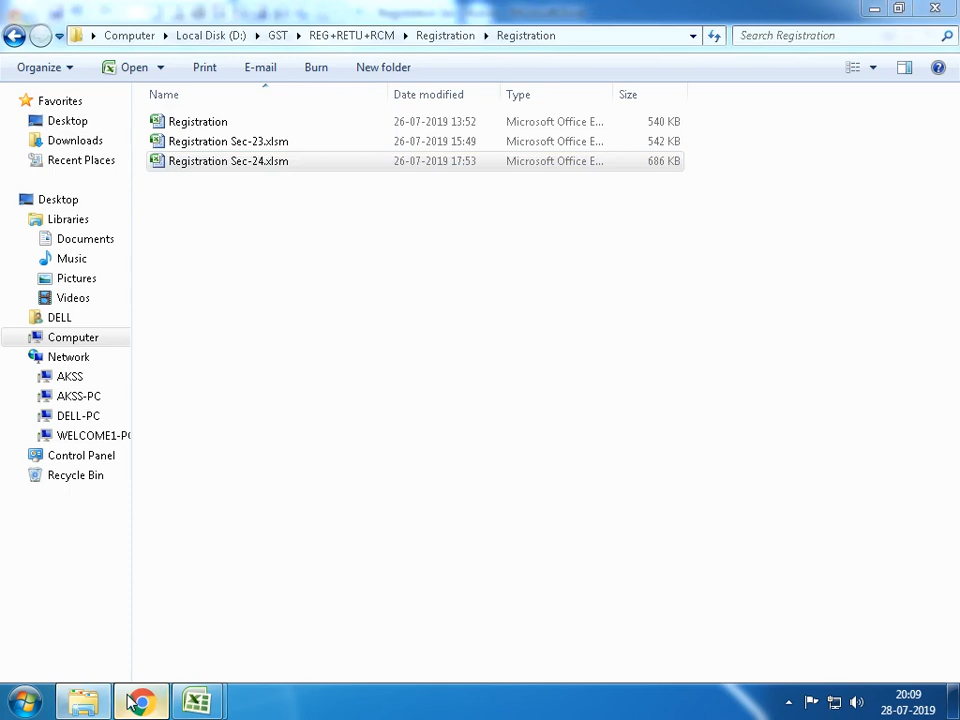 Computer Local Disk (D:) GST REG+RETU+RCM Registration Registration Search Registration
Organize Open Print E-mail Burn New folder
Name Date modified Type Size
Favorites
Desktop
Downloads
Recent Places
Desktop
Libraries
Documents
Music
Pictures
Videos
DELL
Computer
Network
AKSS
AKSS-PC
DELL-PC
WELCOME1-PC
Control Panel
Recycle Bin
Registration 26-07-2019 13:52 Microsoft Office E... 540 KB
Registration Sec-23.xlsm 26-07-2019 15:49 Microsoft Office E... 542 KB
Registration Sec-24.xlsm 26-07-2019 17:53 Microsoft Office E... 686 KB
20:09
28-07-2019